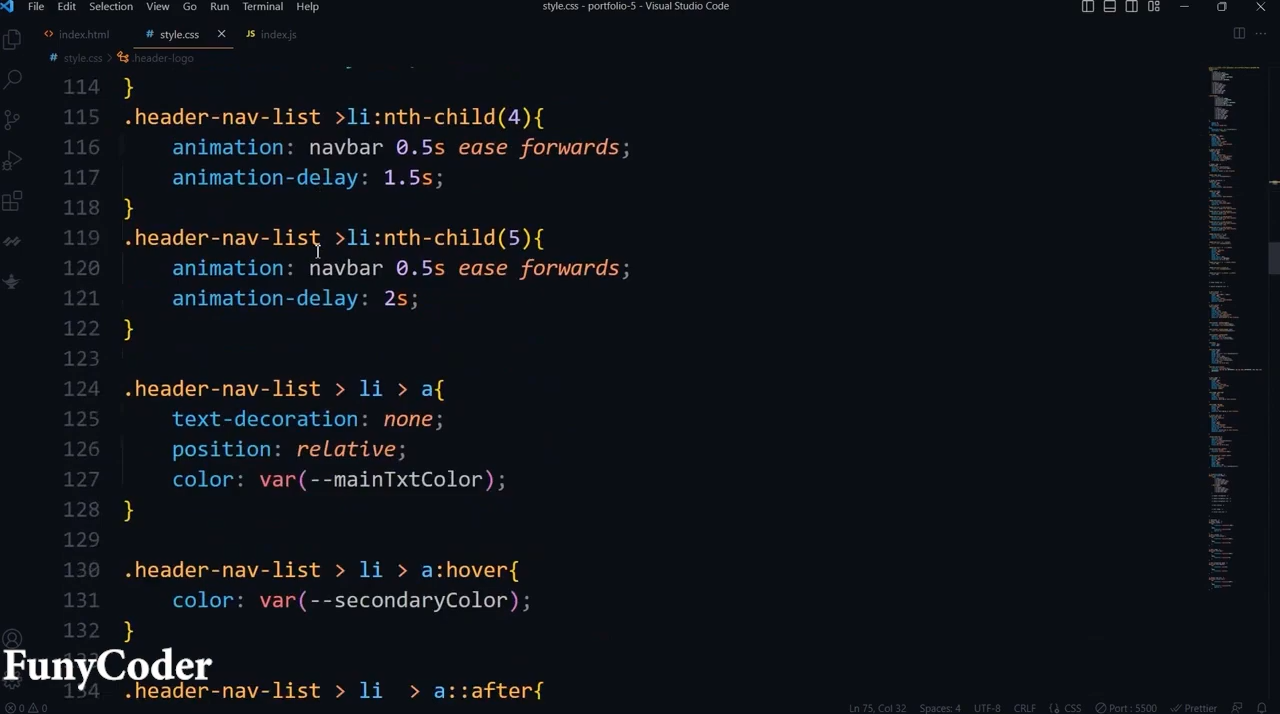 File Edit Selection View Go Run Terminal Help style.css - portfolio-5 - Visual Studio Code
<> index.html # style.css JS index.js
# style.css > .header-logo
114 }
115 .header-nav-list >li:nth-child(4){
116 animation: navbar 0.5s ease forwards;
117 animation-delay: 1.5s;
118 }
119 .header-nav-list >li:nth-child(5){
120 animation: navbar 0.5s ease forwards;
121 animation-delay: 2s;
122 }
123
124 .header-nav-list > li > a{
125 text-decoration: none;
126 position: relative;
127 color: var(--mainTxtColor);
128 }
129
130 .header-nav-list > li > a:hover{
131 color: var(--secondaryColor);
132 }
FunyCoder
134 .header-nav-list > li > a::after{
0 0 Ln 75, Col 32 Spaces: 4 UTF-8 CRLF {} CSS Port : 5500 Prettier